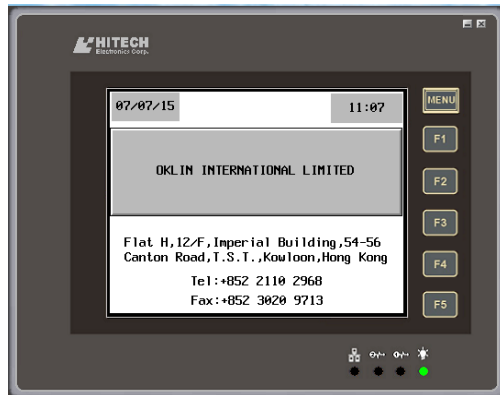 HITECH
Electronics Corp.
07/07/15 11:07 MENU
F1
OKLIN INTERNATIONAL LIMITED
F2
F3
Flat H,12/F,Imperial Building,54-56
Canton Road,T.S.T.,Kowloon,Hong Kong
F4
Tel:+852 2110 2968
Fax:+852 3020 9713
F5